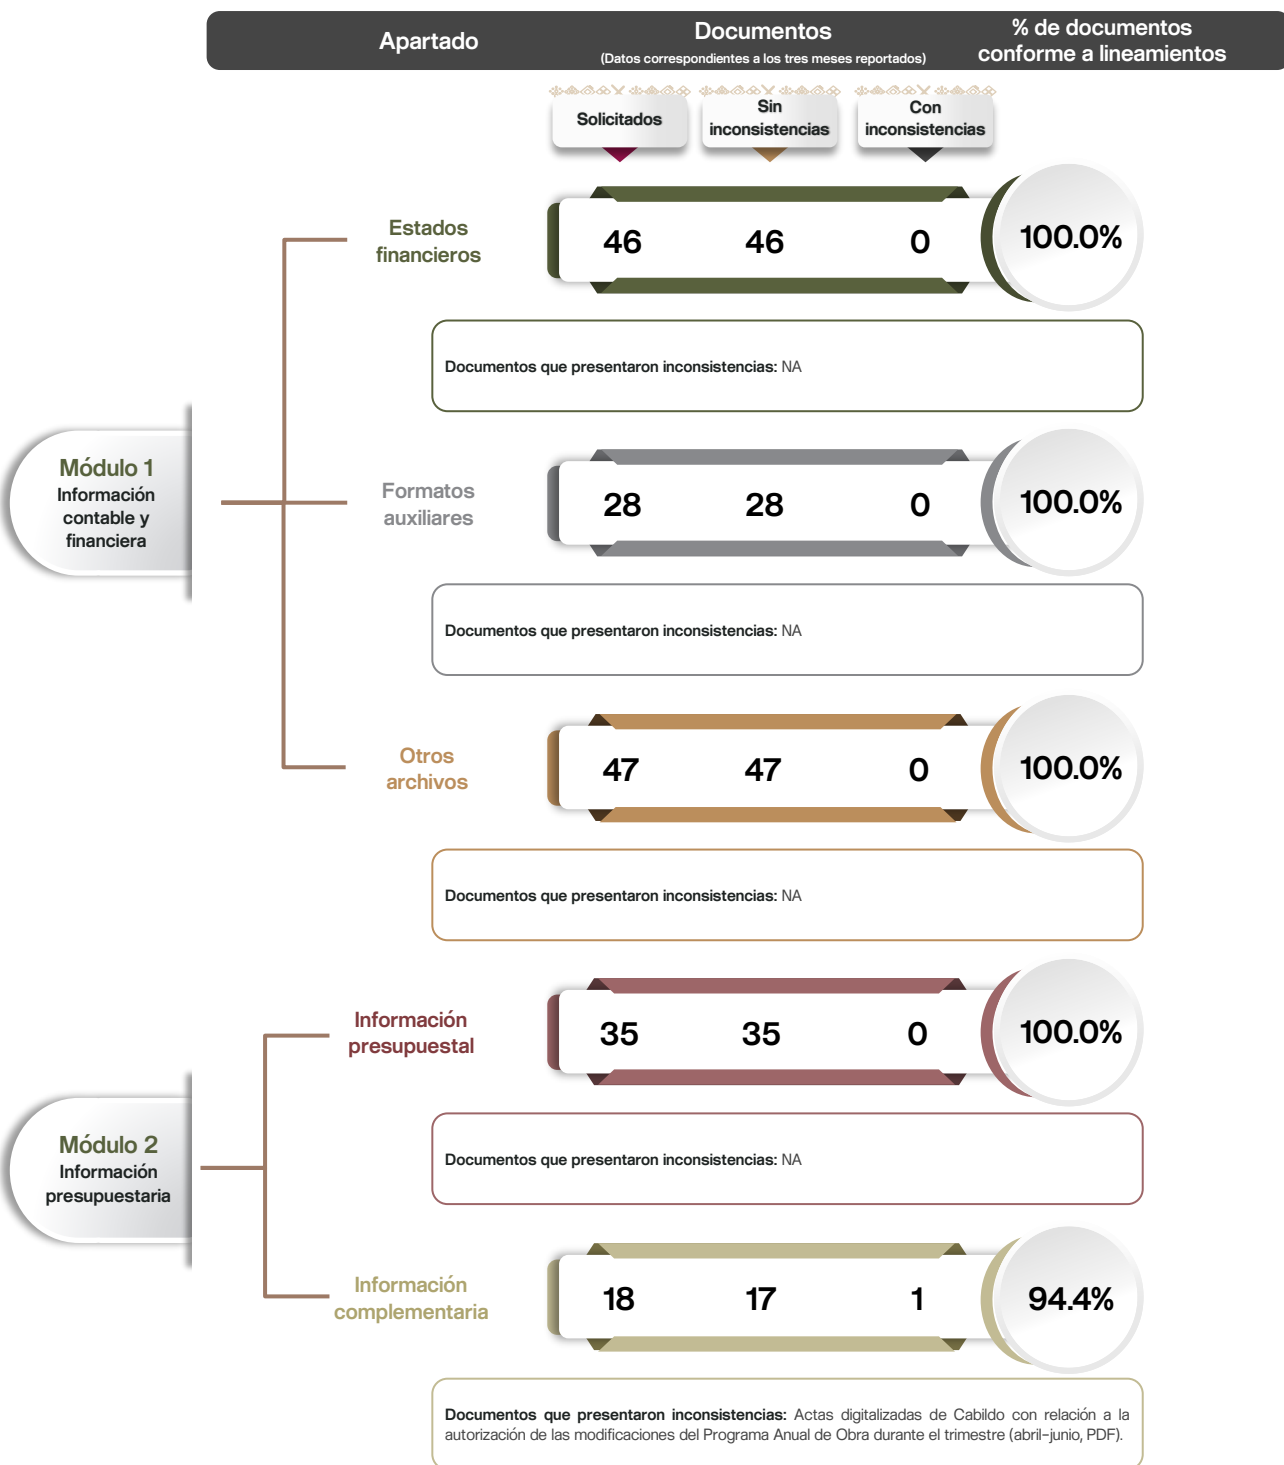 Apartado
Documentos
(Datos correspondientes a los tres meses reportados)
% de documentos
conforme a lineamientos
Solicitados
Sin
inconsistencias
Con
inconsistencias
Módulo 1
Información
contable y
financiera
Estados
financieros
46 46 0 100.0%
Documentos que presentaron inconsistencias: NA
Formatos
auxiliares
28 28 0 100.0%
Documentos que presentaron inconsistencias: NA
Otros
archivos
47 47 0 100.0%
Documentos que presentaron inconsistencias: NA
Módulo 2
Información
presupuestaria
Información
presupuestal
35 35 0 100.0%
Documentos que presentaron inconsistencias: NA
Información
complementaria
18 17 1 94.4%
Documentos que presentaron inconsistencias: Actas digitalizadas de Cabildo con relación a la
autorización de las modificaciones del Programa Anual de Obra durante el trimestre (abril-junio, PDF).